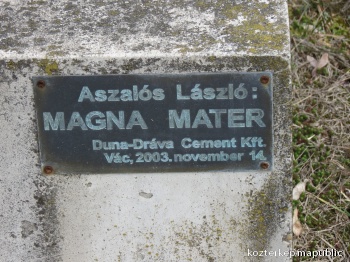 Aszalós László:
MAGNA MATER
Duna-Dráva Cement Kft.
Vác, 2003. november 14.
kozterkep.mapublic